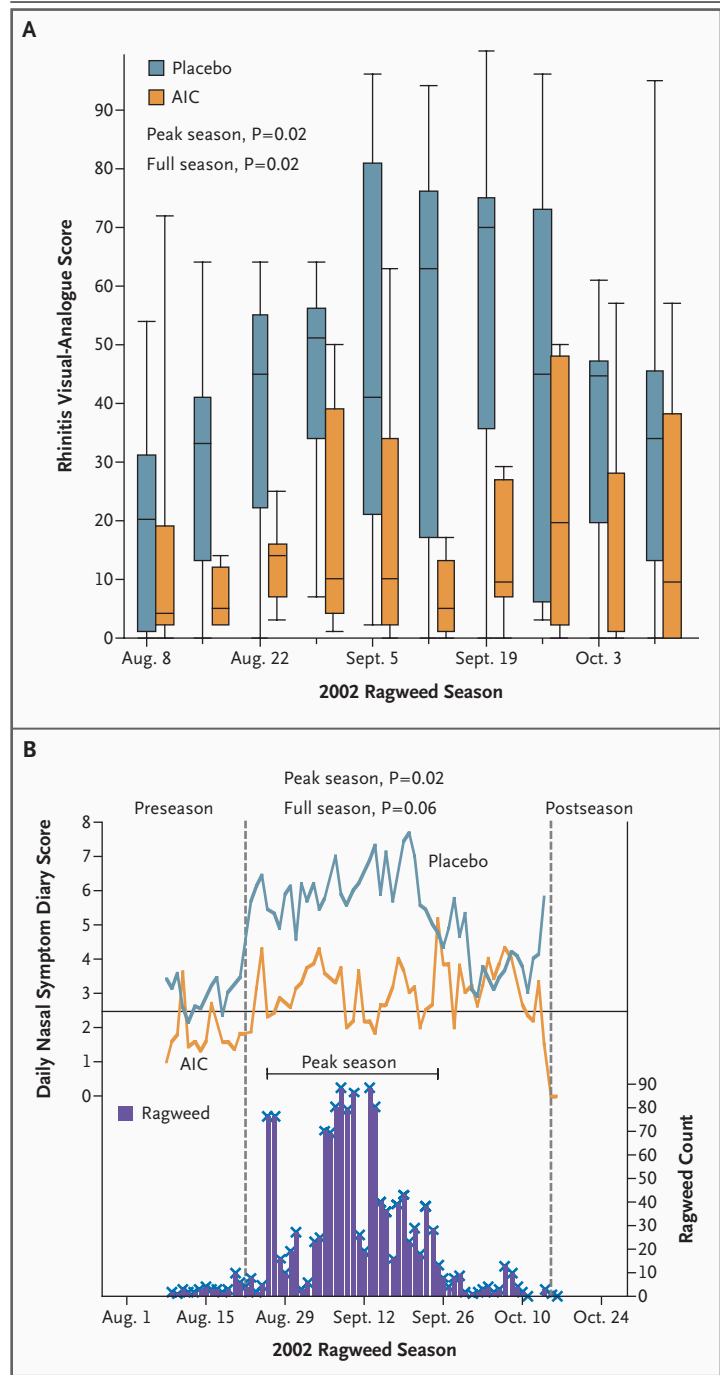 A
Placebo
AIC
Peak season, P=0.02
Full season, P=0.02
Rhinitis Visual-Analogue Score
90
80
70
60
50
40
30
20
10
0
Aug. 8
Aug. 22
Sept. 5
Sept. 19
Oct. 3
2002 Ragweed Season
B
Peak season, P=0.02
Preseason
Full season, P=0.06
Postseason
Daily Nasal Symptom Diary Score
8
7
6
5
4
3
2
1
0
Placebo
AIC
Peak season
Ragweed
Ragweed Count
90
80
70
60
50
40
30
20
10
0
Aug. 1
Aug. 15
Aug. 29
Sept. 12
Sept. 26
Oct. 10
Oct. 24
2002 Ragweed Season